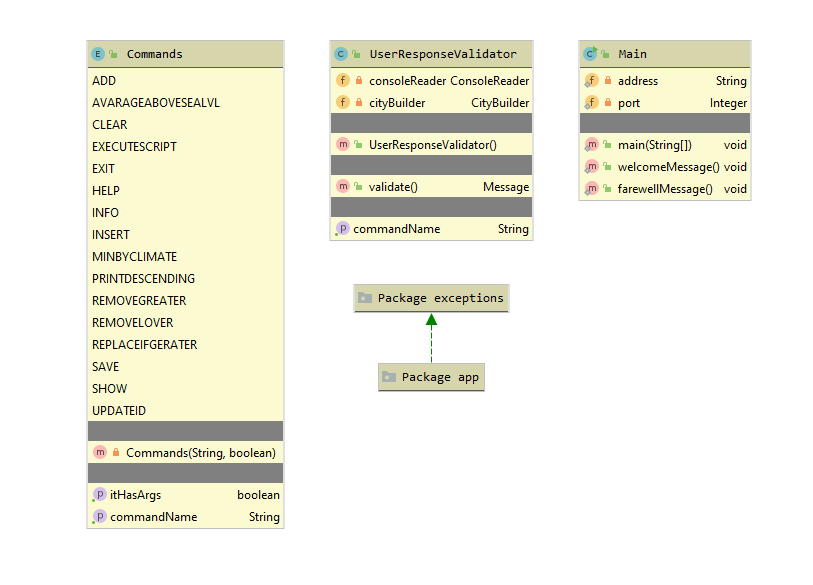 Commands
ADD
AVARAGEABOVESEALVL
CLEAR
EXECUTESCRIPT
EXIT
HELP
INFO
INSERT
MINBYCLIMATE
PRINTDESCENDING
REMOVEGREATER
REMOVELOVER
REPLACEIFGERATER
SAVE
SHOW
UPDATEID
Commands(String, boolean)
itHasArgs boolean
commandName String
UserResponseValidator
consoleReader ConsoleReader
cityBuilder CityBuilder
UserResponseValidator()
validate() Message
commandName String
Main
address String
port Integer
main(String[]) void
welcomeMessage() void
farewellMessage() void
Package exceptions
Package app